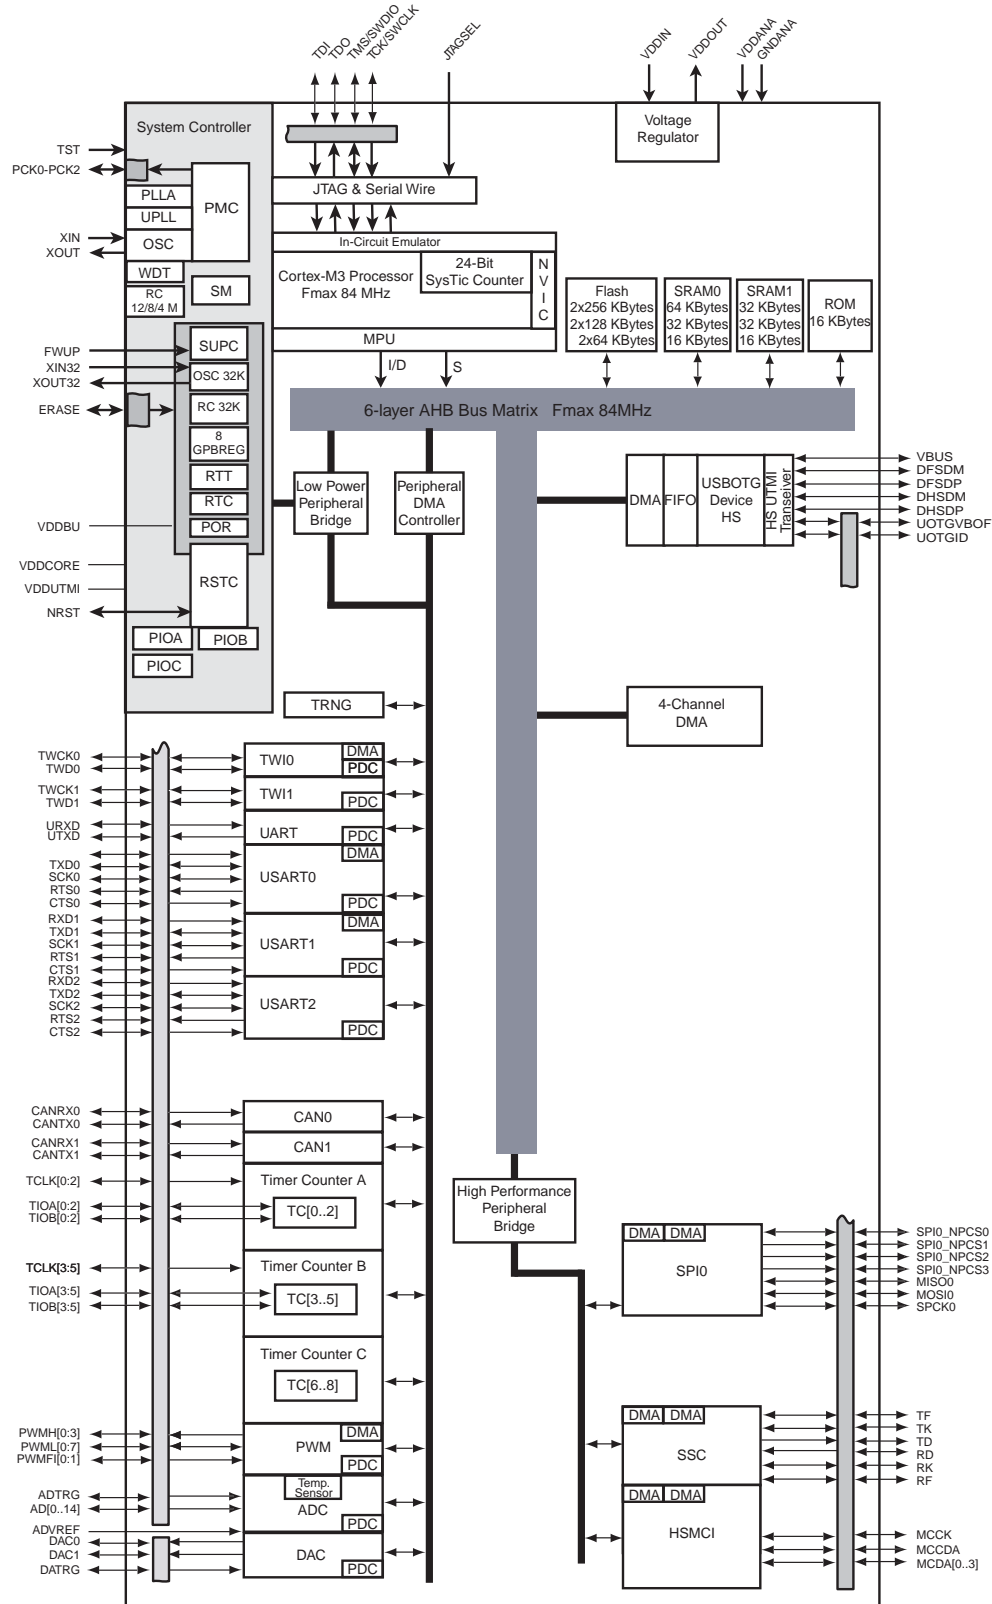 TDI
TDO
TMS/SWDIO
TCK/SWCLK
JTAGSEL
VDDIN
VDDOUT
VDDANA
GNDANA
System Controller
Voltage
Regulator
TST
PCK0-PCK2
PLLA
UPLL
PMC
JTAG & Serial Wire
XIN
XOUT
OSC
In-Circuit Emulator
WDT
RC
12/8/4 M
SM
Cortex-M3 Processor
Fmax 84 MHz
24-Bit
SysTic Counter
N
V
I
C
MPU
Flash
2x256 KBytes
2x128 KBytes
2x64 KBytes
SRAM0
64 KBytes
32 KBytes
16 KBytes
SRAM1
32 KBytes
32 KBytes
16 KBytes
ROM
16 KBytes
FWUP
XIN32
XOUT32
ERASE
SUPC
OSC 32K
RC 32K
8
GPBREG
RTT
RTC
POR
I/D
S
6-layer AHB Bus Matrix Fmax 84MHz
Low Power
Peripheral
Bridge
Peripheral
DMA
Controller
DMA
FIFO
USBOTG
Device
HS
HS UTMI
Transeiver
VBUS
DFSDM
DFSDP
DHSDM
DHSDP
UOTGVBOF
UOTGID
VDDBU
VDDCORE
VDDUTMI
NRST
RSTC
PIOA
PIOB
PIOC
TRNG
4-Channel
DMA
TWCK0
TWD0
TWI0
DMA
PDC
TWCK1
TWD1
TWI1
PDC
URXD
UTXD
UART
PDC
TXD0
SCK0
RTS0
CTS0
USART0
DMA
PDC
RXD1
TXD1
SCK1
RTS1
CTS1
USART1
DMA
PDC
RXD2
TXD2
SCK2
RTS2
CTS2
USART2
PDC
CANRX0
CANTX0
CAN0
CANRX1
CANTX1
CAN1
TCLK[0:2]
TIOA[0:2]
TIOB[0:2]
Timer Counter A
TC[0..2]
TCLK[3:5]
TIOA[3:5]
TIOB[3:5]
Timer Counter B
TC[3..5]
Timer Counter C
TC[6..8]
High Performance
Peripheral
Bridge
DMA
DMA
SPI0
SPI0_NPCS0
SPI0_NPCS1
SPI0_NPCS2
SPI0_NPCS3
MISO0
MOSI0
SPCK0
PWMH[0:3]
PWML[0:7]
PWMFI[0:1]
PWM
DMA
PDC
DMA
DMA
SSC
TF
TK
TD
RD
RK
RF
ADTRG
AD[0..14]
ADVREF
Temp.
Sensor
ADC
PDC
DMA
DMA
HSMCI
MCCK
MCCDA
MCDA[0..3]
DAC0
DAC1
DATRG
DAC
PDC